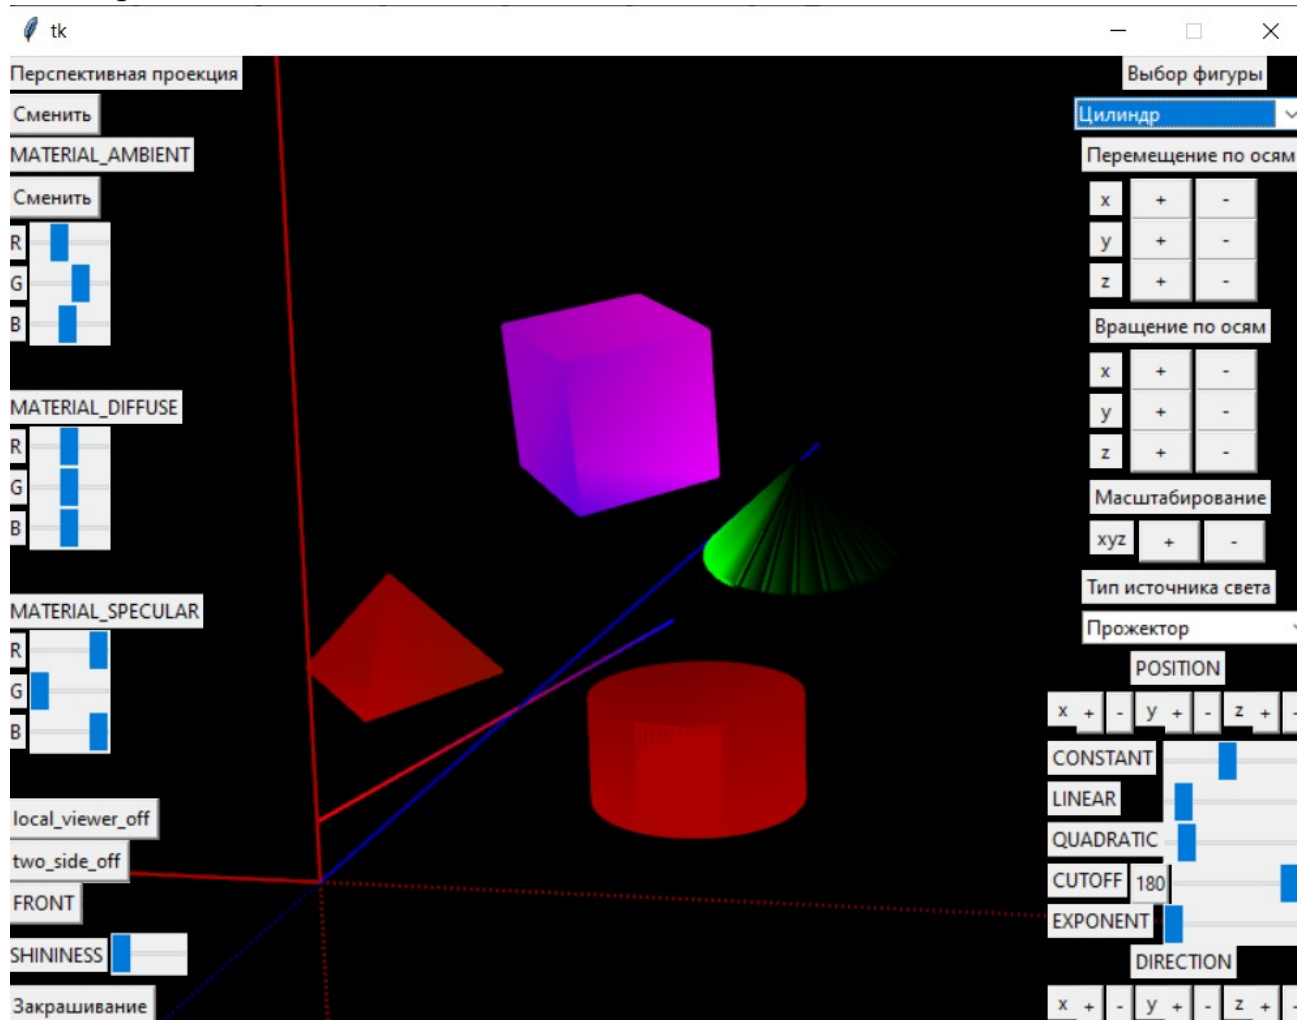 tk
Перспективная проекция
Сменить
MATERIAL_AMBIENT
Сменить
R
G
B
MATERIAL_DIFFUSE
R
G
B
MATERIAL_SPECULAR
R
G
B
local_viewer_off
two_side_off
FRONT
SHININESS
Закрашивание
Выбор фигуры
Цилиндр
Перемещение по осям
x + -
y + -
z + -
Вращение по осям
x + -
y + -
z + -
Масштабирование
xyz + -
Тип источника света
Прожектор
POSITION
x + - y + - z + -
CONSTANT
LINEAR
QUADRATIC
CUTOFF 180
EXPONENT
DIRECTION
x + - y + - z + -